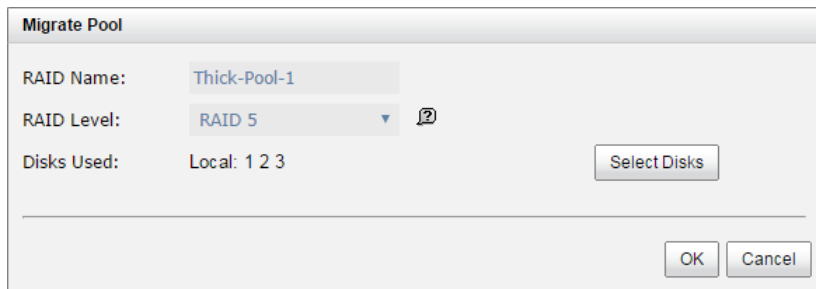 Migrate Pool
RAID Name: Thick-Pool-1
RAID Level: RAID 5
Disks Used: Local: 1 2 3 Select Disks
OK Cancel